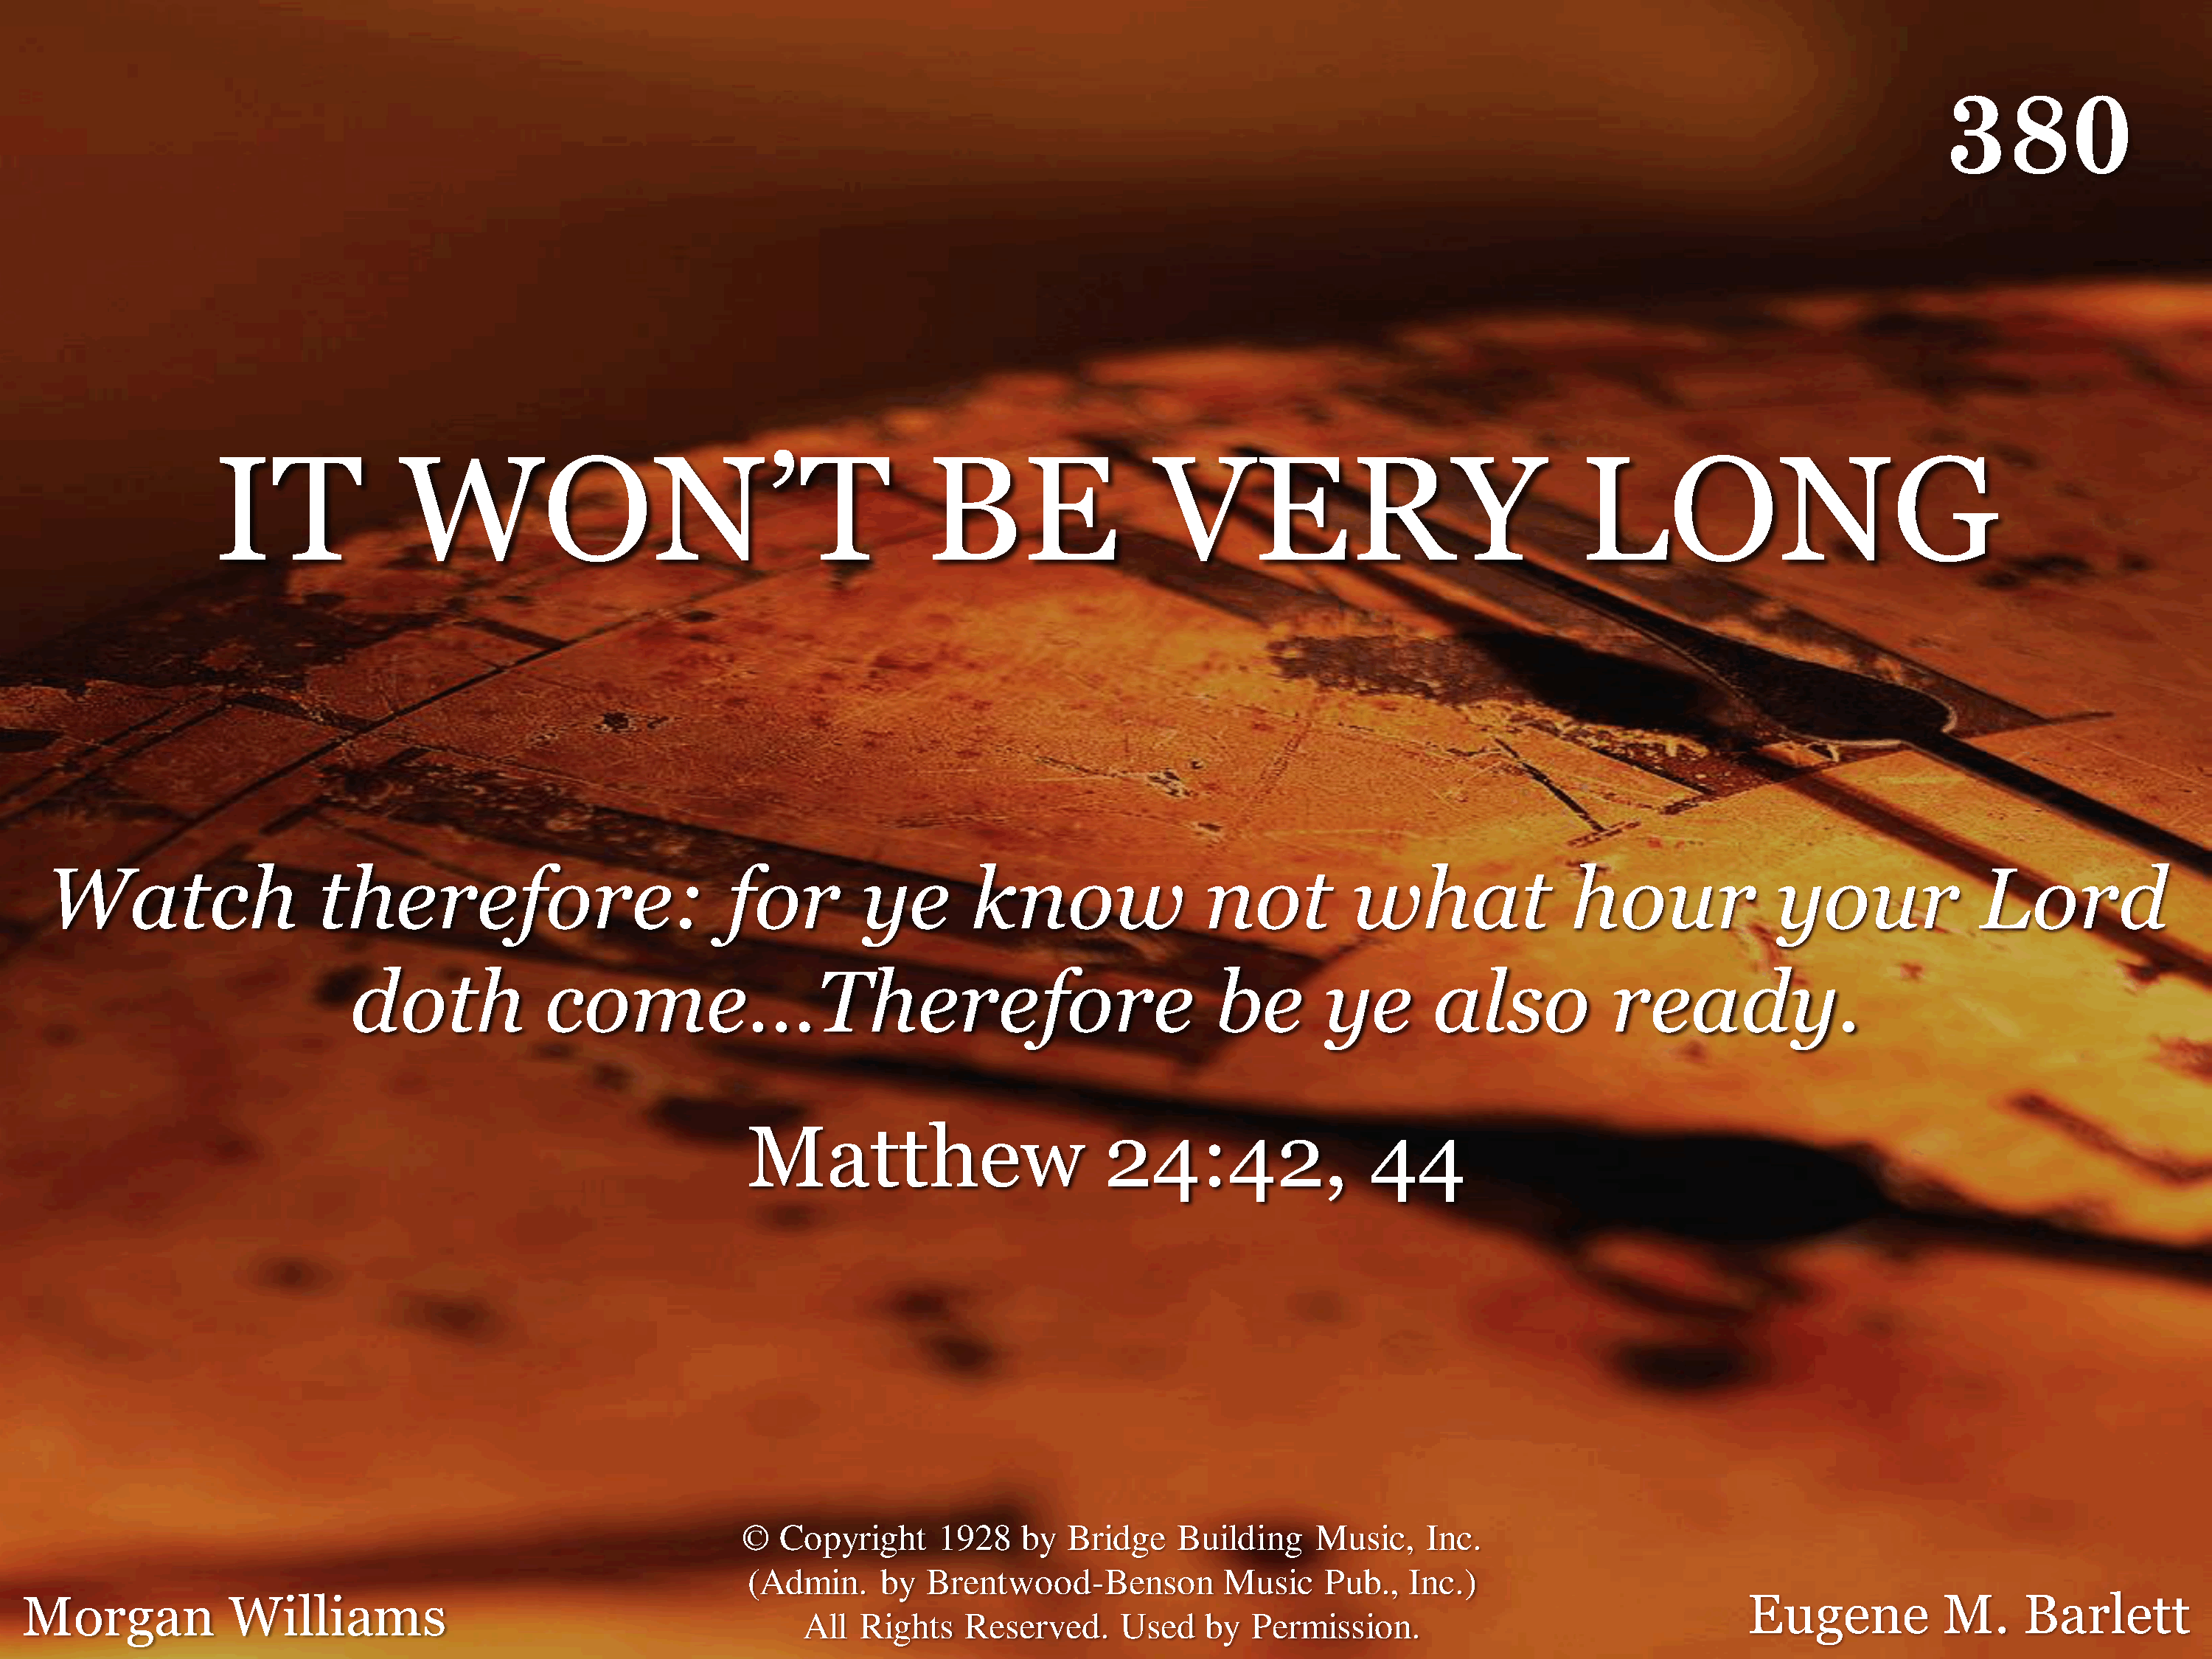 380
IT WON’T BE VERY LONG
Watch therefore: for ye know not what hour your Lord
doth come…Therefore be ye also ready.
Matthew 24:42, 44
© Copyright 1928 by Bridge Building Music, Inc.
(Admin. by Brentwood-Benson Music Pub., Inc.)
All Rights Reserved. Used by Permission.
Morgan Williams
Eugene M. Barlett